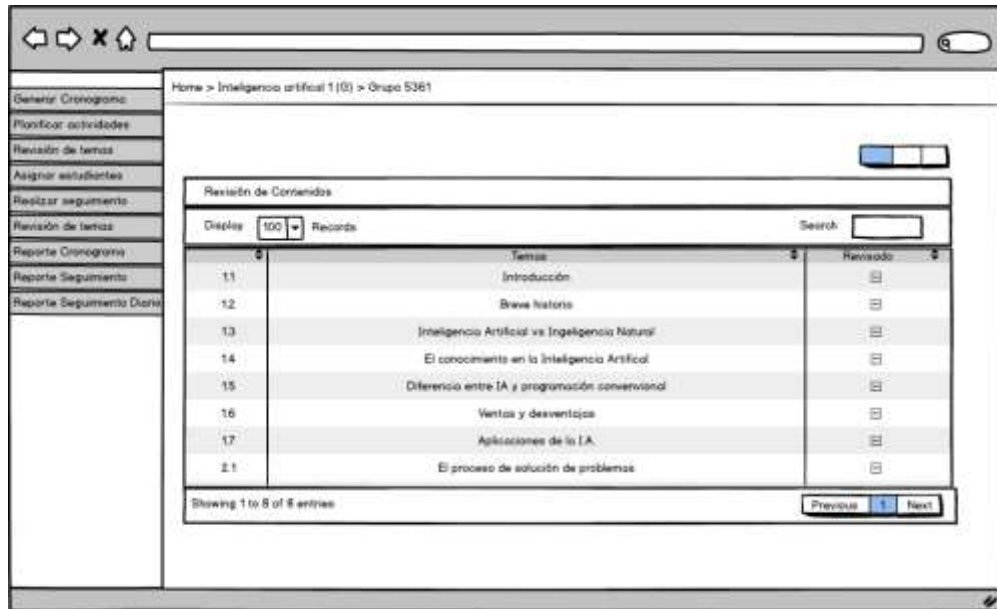 Home > Inteligencia artifical 1 (G) > Grupo 5361
Generar Cronograma
Planificar actividades
Revisión de temas
Asignar estudiantes
Realizar seguimiento
Revisión de temas
Reporte Cronograma
Reporte Seguimiento
Reporte Seguimiento Diario
Revisión de Contenidos
Display 100 Records Search
Temas Revisado
1.1 Introducción
1.2 Breve historia
1.3 Inteligencia Artificial vs Ingeligencia Natural
1.4 El conocimiento en la Inteligencia Artifical
1.5 Diferencia entre IA y programación convenvional
1.6 Ventas y desventajas
1.7 Aplicaciones de la I.A.
2.1 El proceso de solución de problemas
Showing 1 to of entries Previous 1 Next